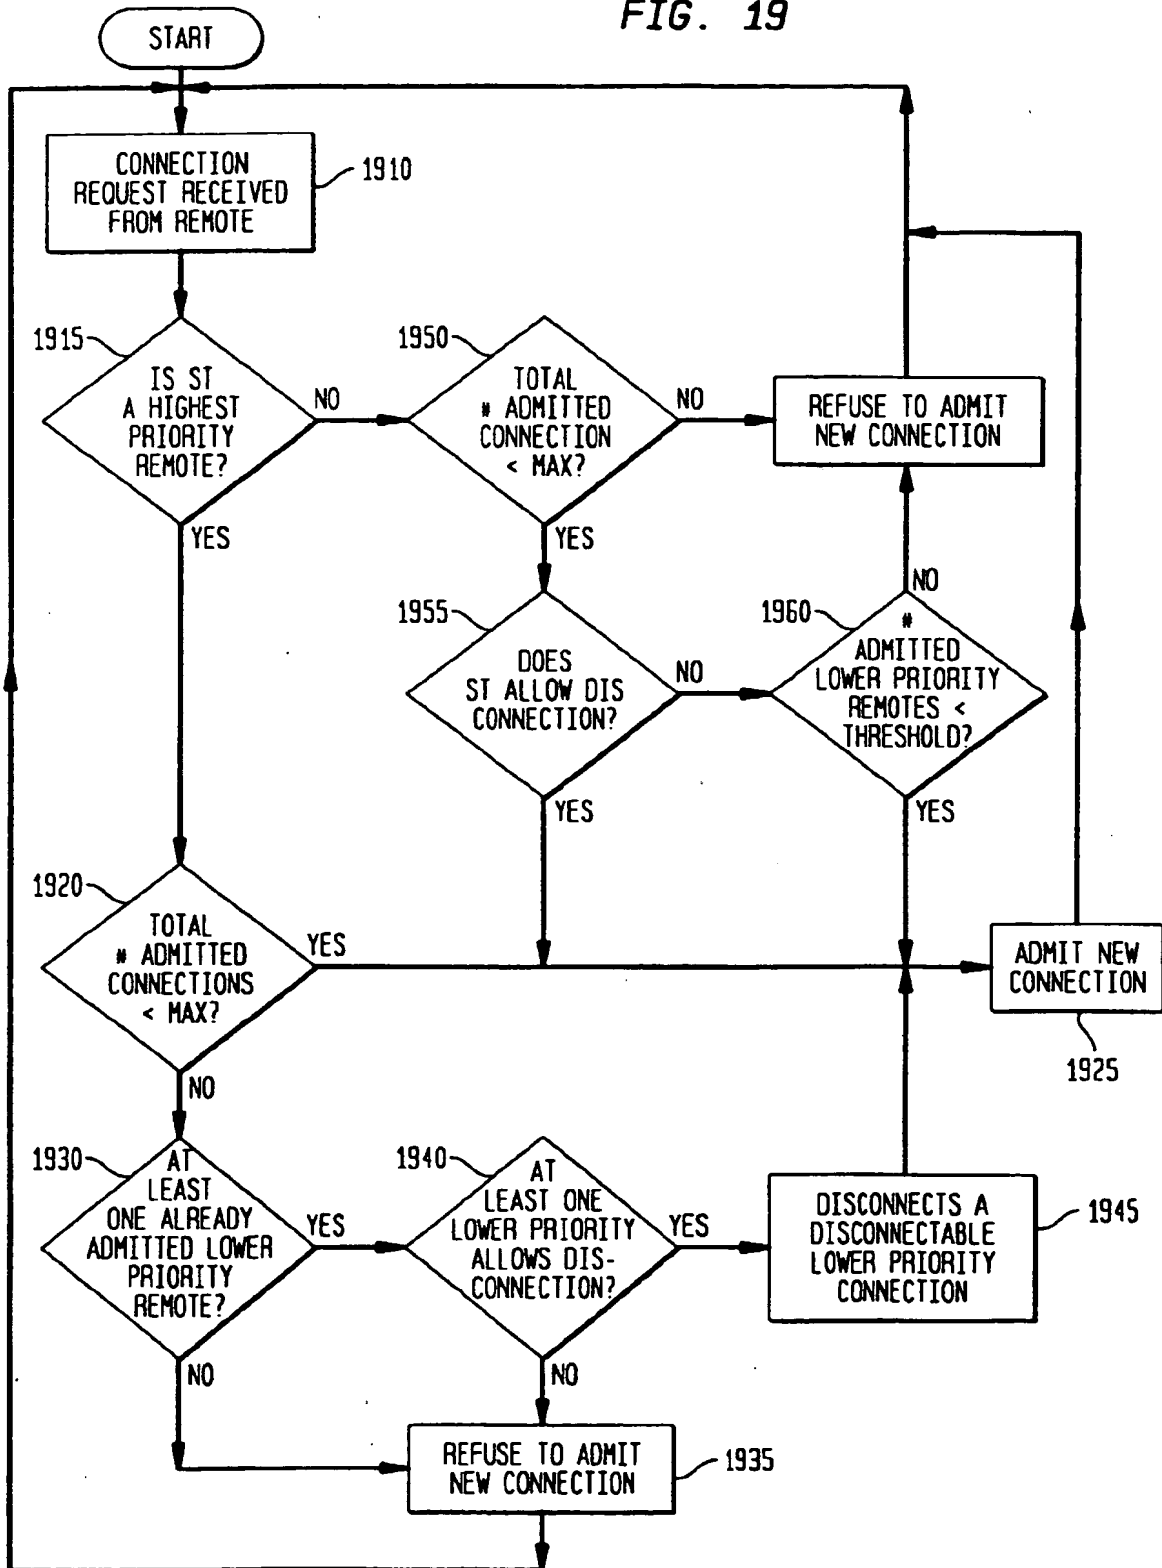 FIG. 19
START
CONNECTION
REQUEST RECEIVED
FROM REMOTE
1910
1915
IS ST
A HIGHEST
PRIORITY
REMOTE?
NO
YES
1950
TOTAL
# ADMITTED
CONNECTION
< MAX?
NO
YES
REFUSE TO ADMIT
NEW CONNECTION
1955
DOES
ST ALLOW DIS
CONNECTION?
NO
YES
1960
NO
#
ADMITTED
LOWER PRIORITY
REMOTES <
THRESHOLD?
YES
1920
TOTAL
# ADMITTED
CONNECTIONS
< MAX?
YES
NO
ADMIT NEW
CONNECTION
1925
1930
AT
LEAST
ONE ALREADY
ADMITTED LOWER
PRIORITY
REMOTE?
YES
NO
1940
AT
LEAST ONE
LOWER PRIORITY
ALLOWS DIS-
CONNECTION?
YES
NO
DISCONNECTS A
DISCONNECTABLE
LOWER PRIORITY
CONNECTION
1945
REFUSE TO ADMIT
NEW CONNECTION
1935